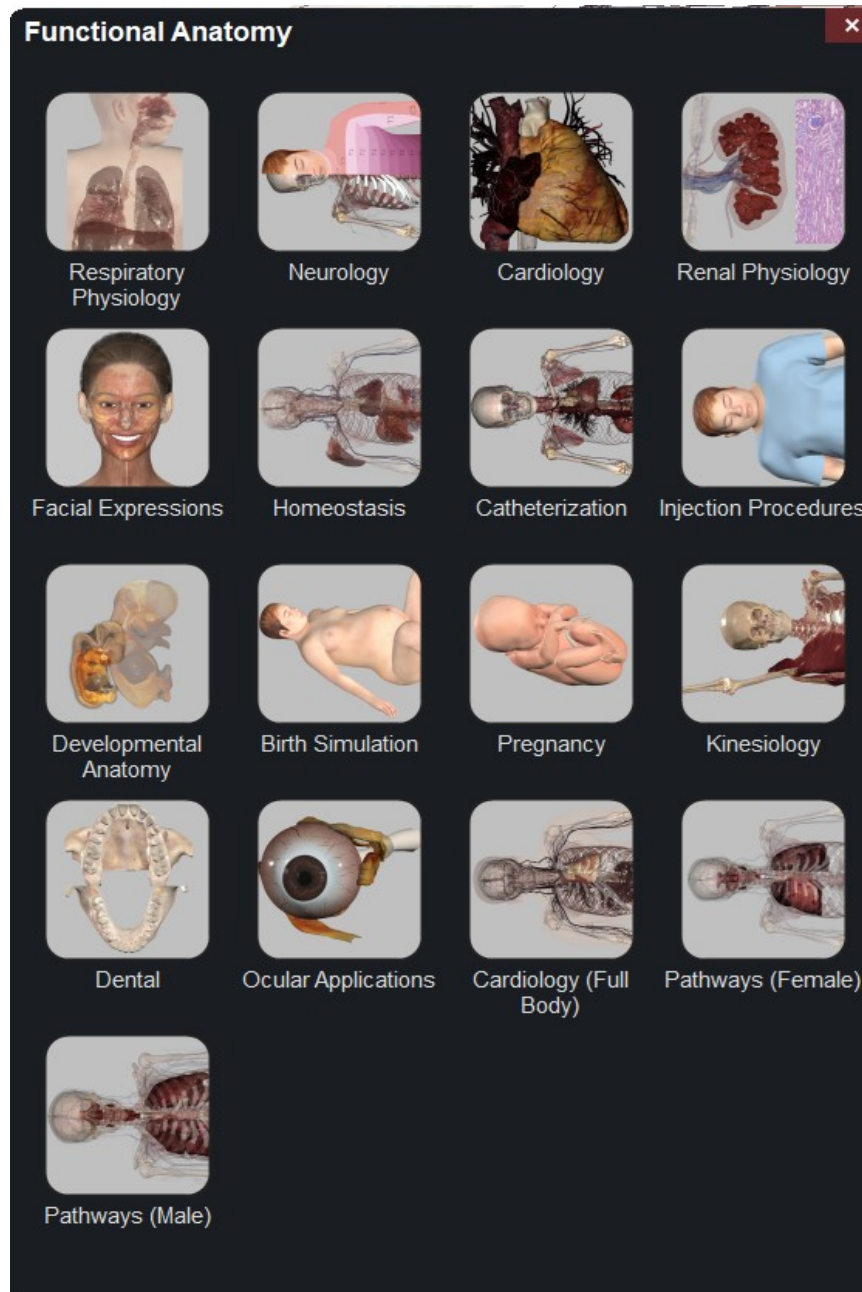 Functional Anatomy
×
Respiratory
Physiology
Neurology
Cardiology
Renal Physiology
Facial Expressions
Homeostasis
Catheterization
Injection Procedures
Developmental
Anatomy
Birth Simulation
Pregnancy
Kinesiology
Dental
Ocular Applications
Cardiology (Full
Body)
Pathways (Female)
Pathways (Male)